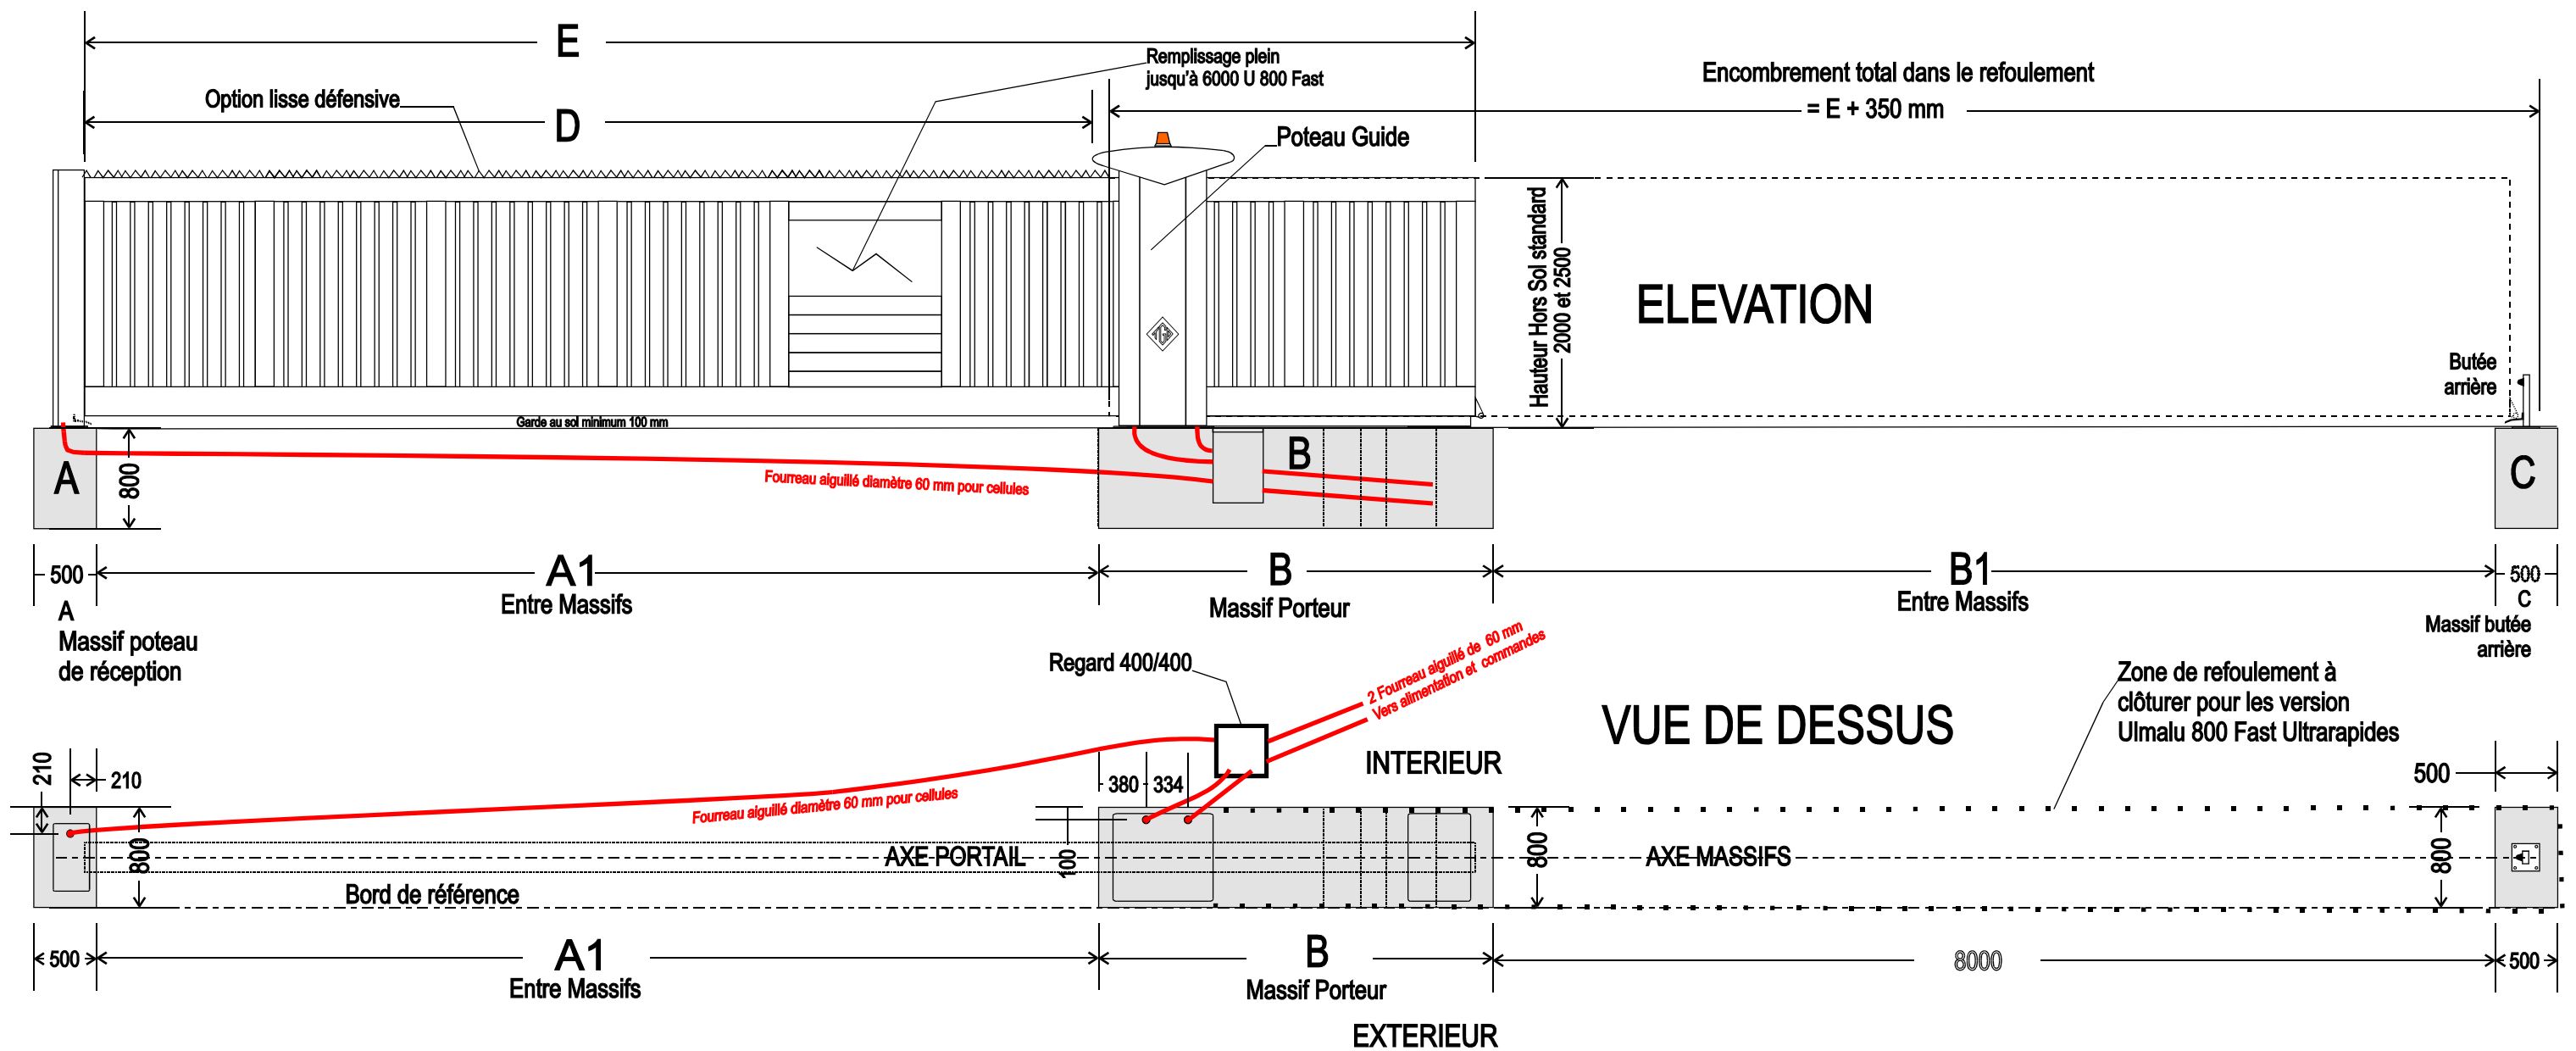 E
Remplissage plein
jusqu'à 6000 U 800 Fast
Encombrement total dans le refoulement
= E + 350 mm
Option lisse défensive
D
Poteau Guide
Hauteur Hors Sol standard
2000 et 2500
ELEVATION
Butée
arrière
Garde au sol minimum 100 mm
A
800
Fourreau aiguillé diamètre 60 mm pour cellules
B
C
500
A1
B
B1
500
A
Massif poteau
de réception
Entre Massifs
Massif Porteur
Entre Massifs
C
Massif butée
arrière
Regard 400/400
2 Fourreau aiguillé de 60 mm
Vers alimentation et commandes
VUE DE DESSUS
Zone de refoulement à
clôturer pour les version
Ulmalu 800 Fast Ultrarapides
INTERIEUR
210
210
380
334
500
Fourreau aiguillé diamètre 60 mm pour cellules
800
AXE PORTAIL
100
800
AXE MASSIFS
800
Bord de référence
500
A1
Entre Massifs
B
Massif Porteur
8000
500
EXTERIEUR